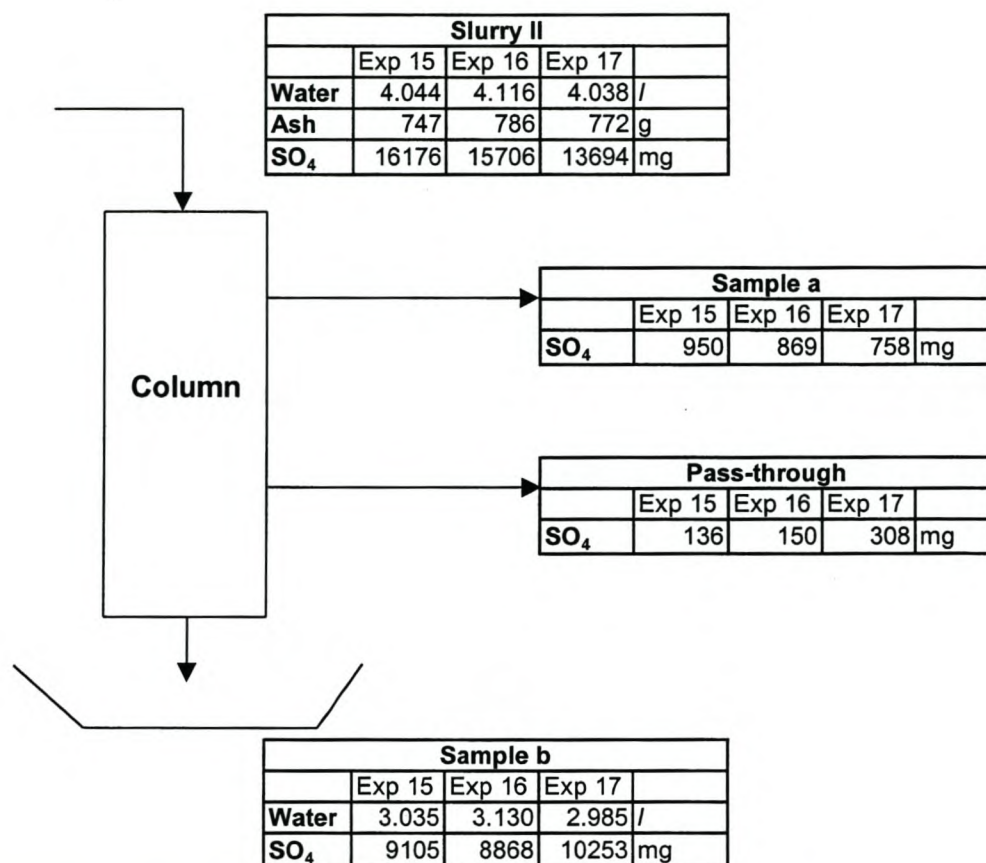 Slurry II
Exp 15 Exp 16 Exp 17
Water 4.044 4.116 4.038 l
Ash 747 786 772 g
SO₄ 16176 15706 13694 mg
Sample a
Exp 15 Exp 16 Exp 17
SO₄ 950 869 758 mg
Column
Pass-through
Exp 15 Exp 16 Exp 17
SO₄ 136 150 308 mg
Sample b
Exp 15 Exp 16 Exp 17
Water 3.035 3.130 2.985 l
SO₄ 9105 8868 10253 mg